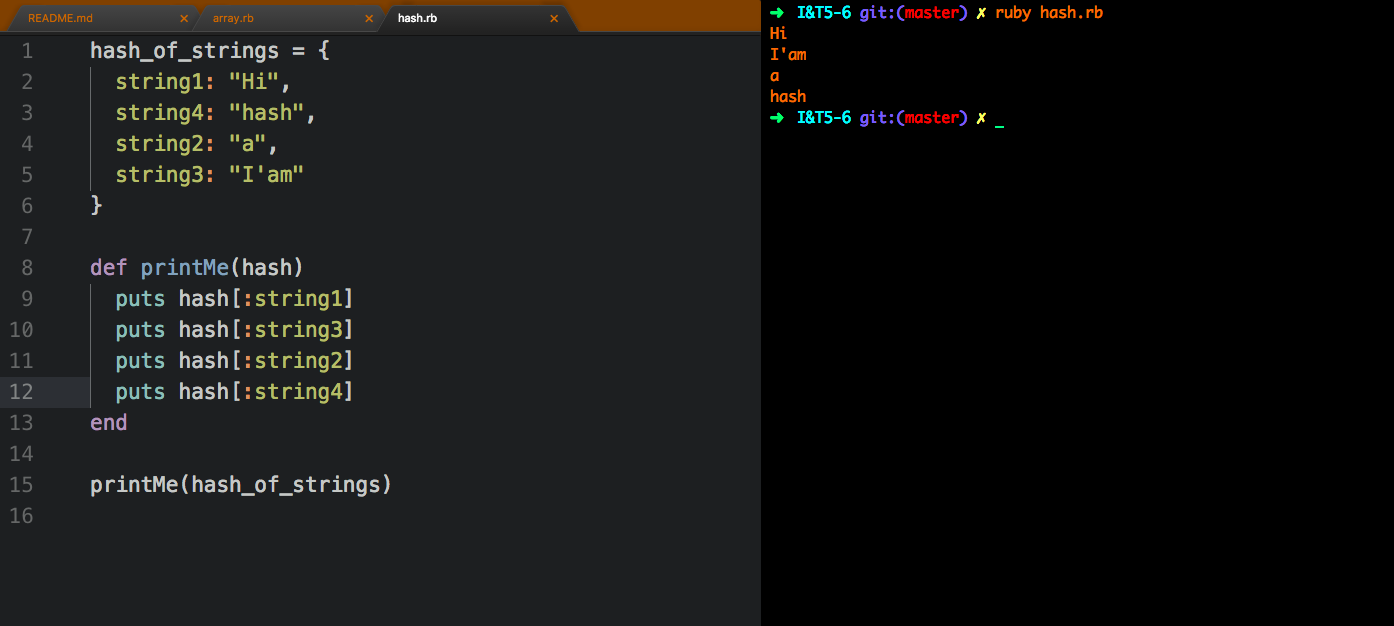 README.md × array.rb × hash.rb ×
1 hash_of_strings = {
2 string1: "Hi",
3 string4: "hash",
4 string2: "a",
5 string3: "I'am"
6 }
7
8 def printMe(hash)
9 puts hash[:string1]
10 puts hash[:string3]
11 puts hash[:string2]
12 puts hash[:string4]
13 end
14
15 printMe(hash_of_strings)
16
➜ I&T5-6 git:(master) ✗ ruby hash.rb
Hi
I'am
a
hash
➜ I&T5-6 git:(master) ✗ _